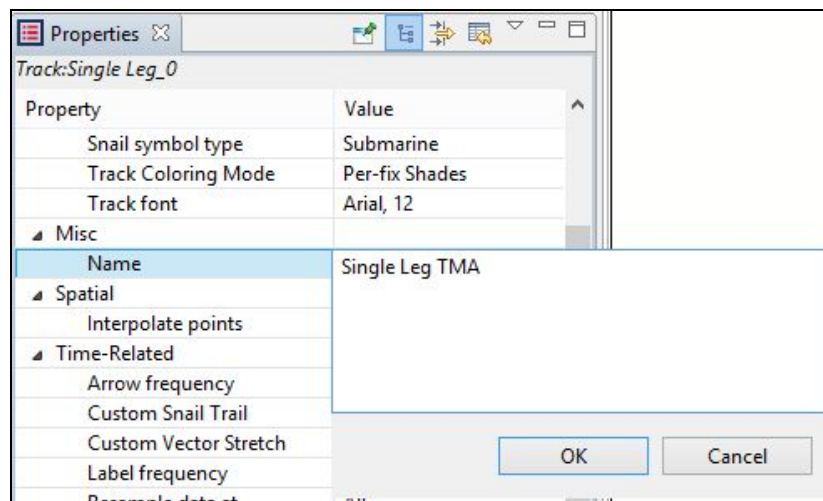 Properties
Track:Single Leg_0
Property Value
Snail symbol type Submarine
Track Coloring Mode Per-fix Shades
Track font Arial, 12
Misc
Name Single Leg TMA
Spatial
Interpolate points
Time-Related
Arrow frequency
Custom Snail Trail
Custom Vector Stretch
OK Cancel
Label frequency